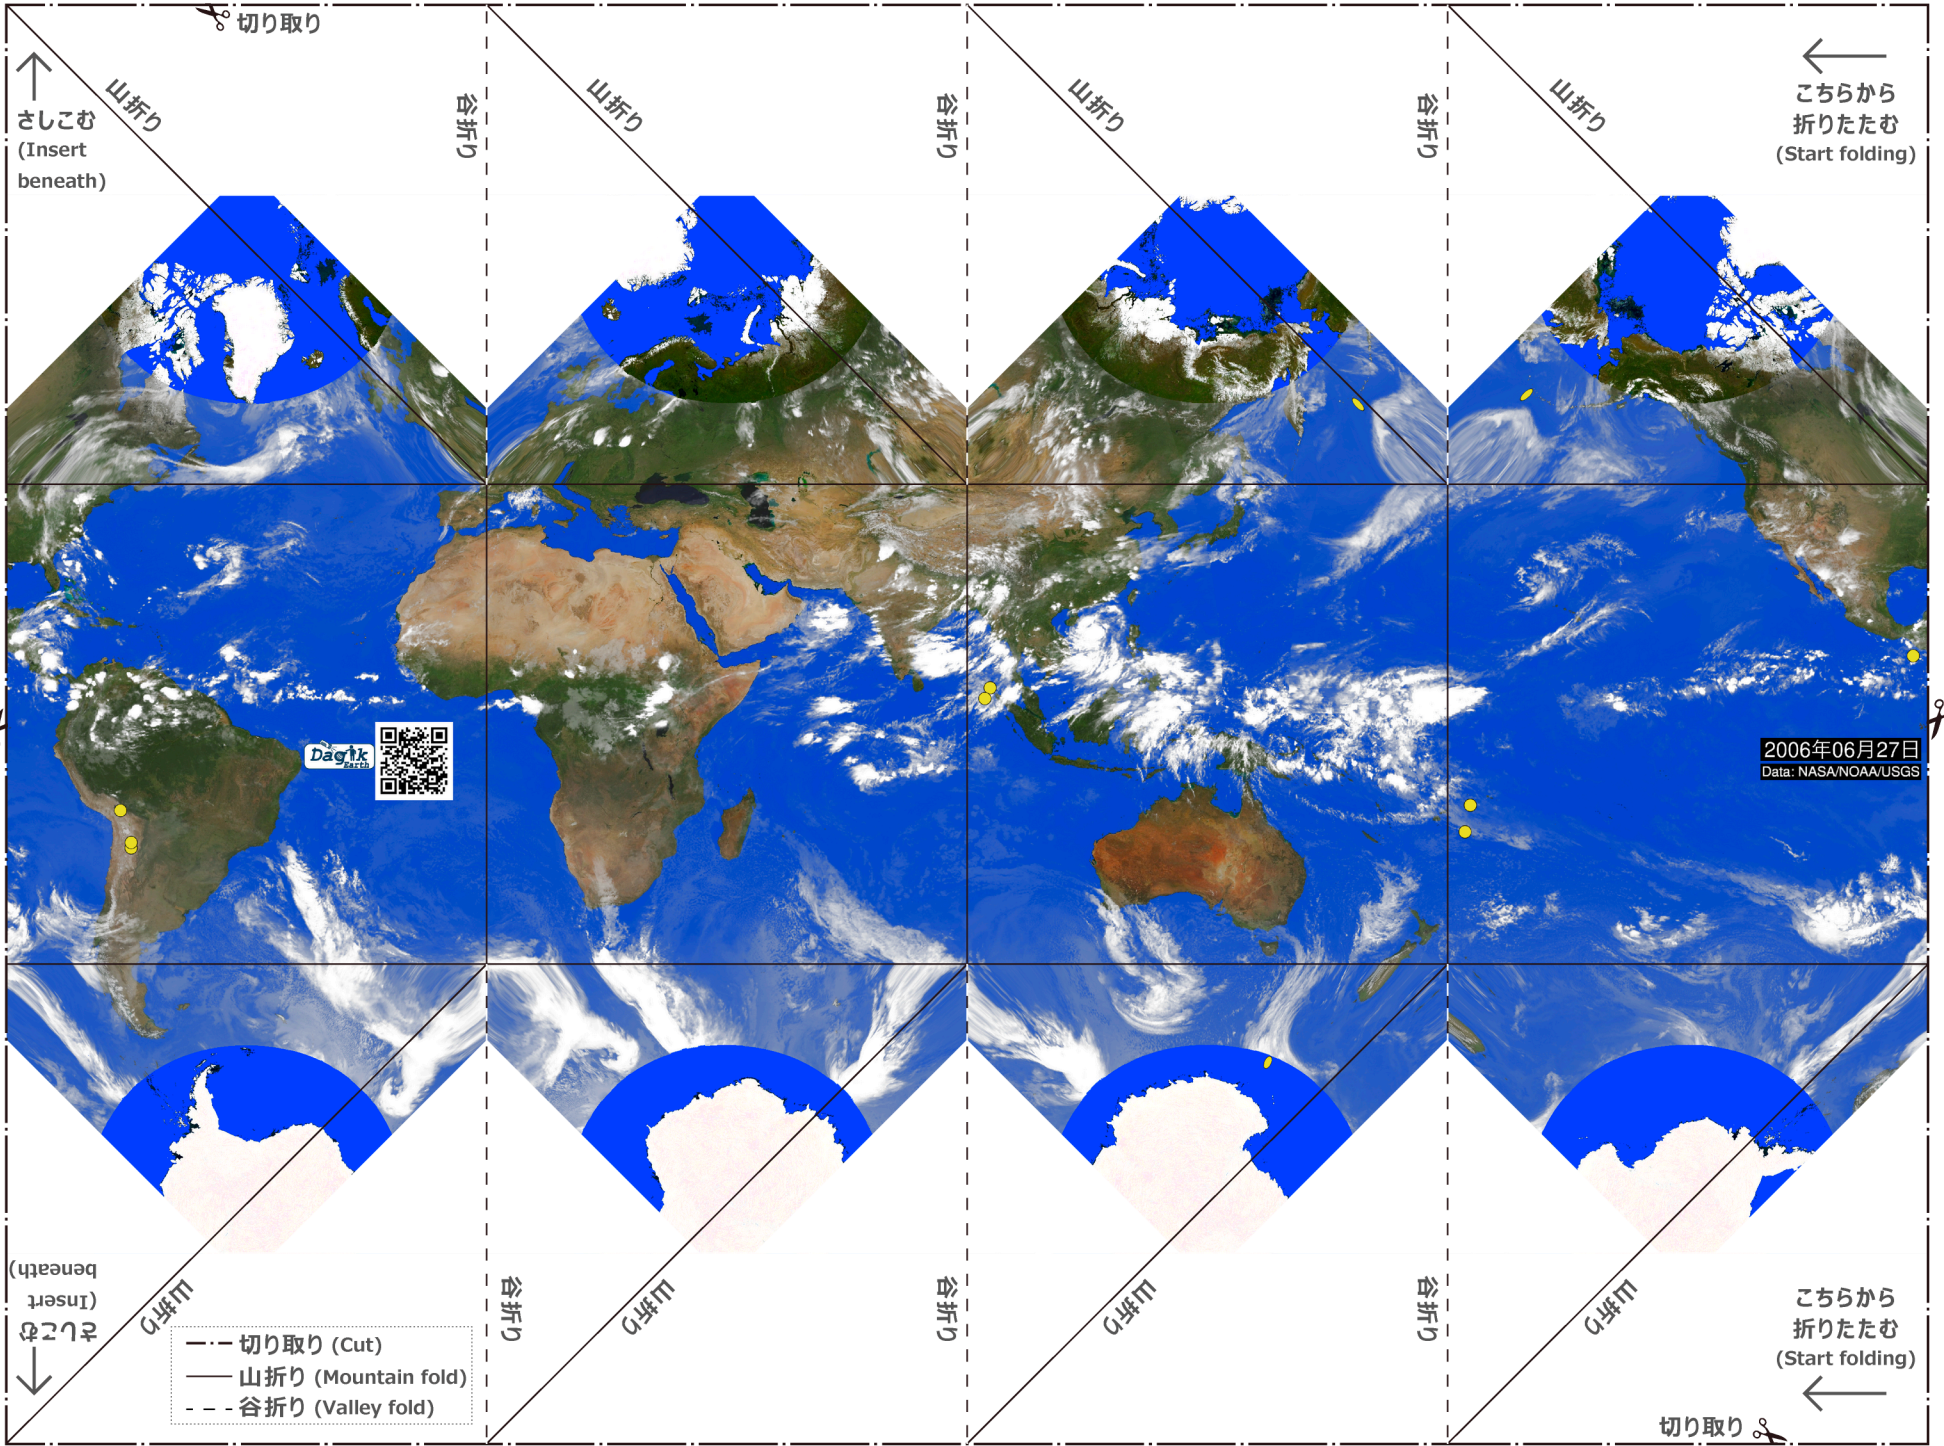 切り取り
山折り
谷折り
山折り
谷折り
山折り
谷折り
山折り
さしこむ
(Insert
beneath)
こちらから
折りたたむ
(Start folding)
Dagik
Earth
2006年06月27日
Data: NASA/NOAA/USGS
さしこむ
(Insert
beneath)
山折り
谷折り
山折り
谷折り
山折り
谷折り
山折り
こちらから
折りたたむ
(Start folding)
切り取り (Cut)
山折り (Mountain fold)
谷折り (Valley fold)
切り取り